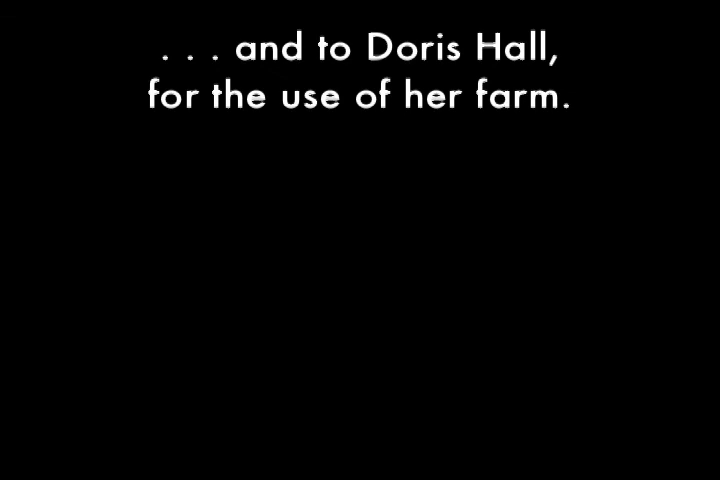 . . . and to Doris Hall,
for the use of her farm.